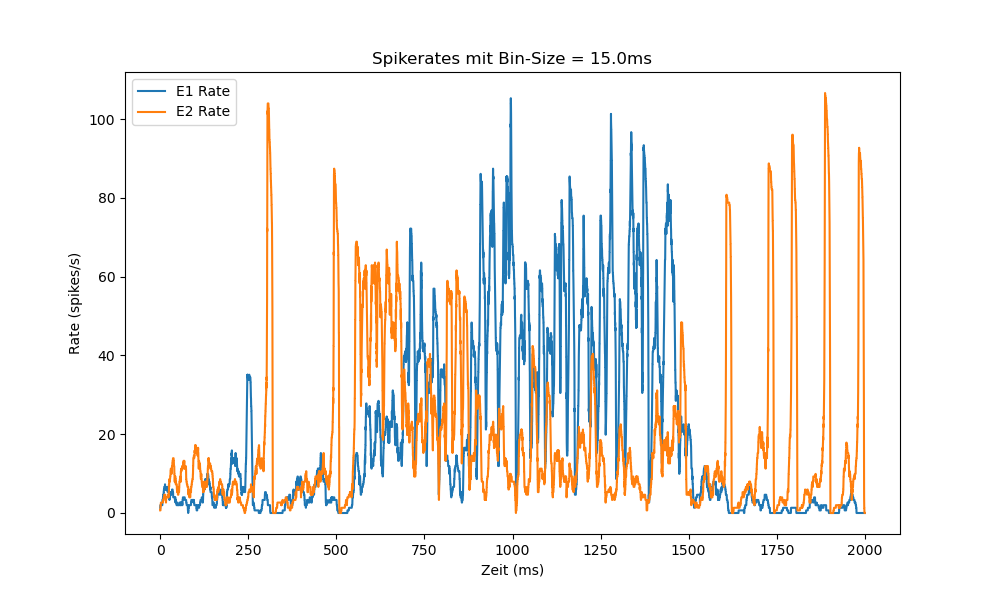 Spikerates mit Bin-Size = 15.0ms
E1 Rate
E2 Rate
Rate (spikes/s)
100
80
60
40
20
0
0 250 500 750 1000 1250 1500 1750 2000
Zeit (ms)